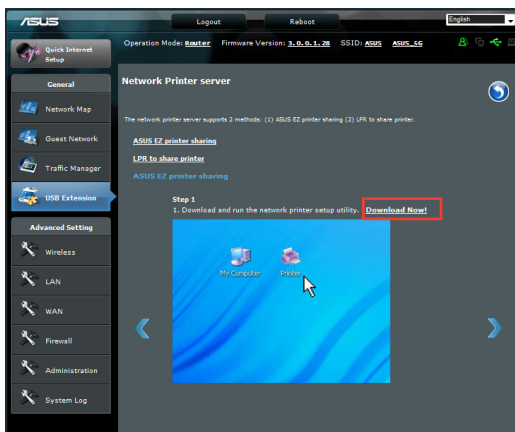 ASUS
Logout
Reboot
English
Quick Internet
Setup
Operation Mode: Router Firmware Version: 3.0.0.1.28 SSID: ASUS ASUS_5G
General
Network Map
Guest Network
Traffic Manager
USB Extension
Advanced Setting
Wireless
LAN
WAN
Firewall
Administration
System Log
Network Printer server
The network printer server supports 2 methods: (1) ASUS EZ printer sharing (2) LPR to share printer.
ASUS EZ printer sharing
LPR to share printer
ASUS EZ printer sharing
Step 1
1. Download and run the network printer setup utility. Download Now!
My Computer
Printer